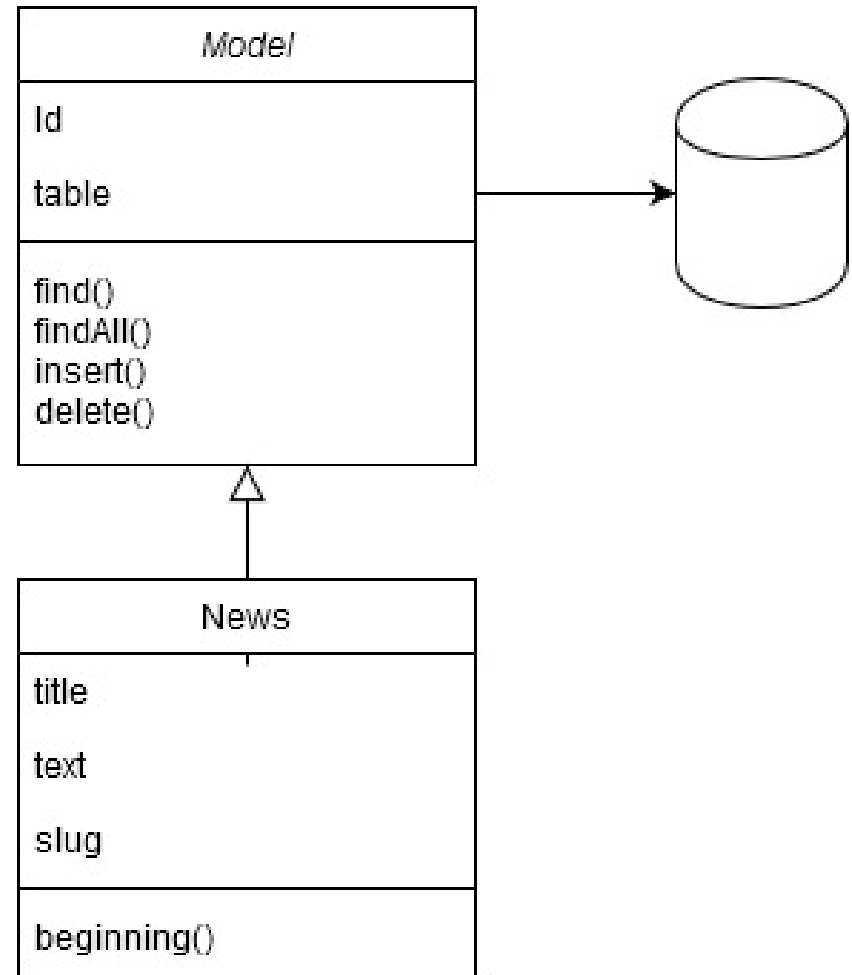 Model
Id
table
find()
findAll()
insert()
delete()
News
title
text
slug
beginning()